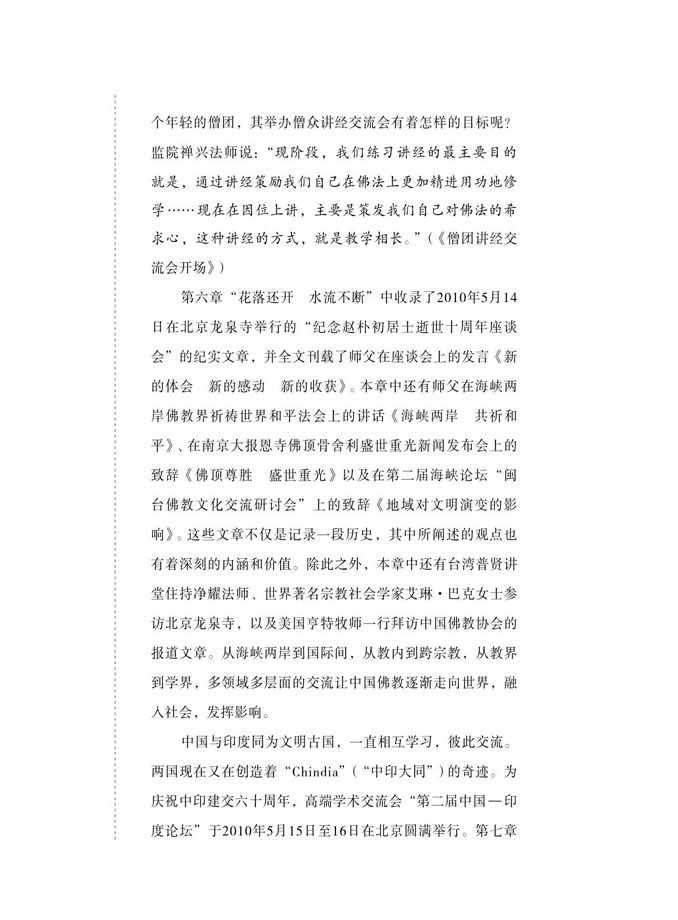 个年轻的僧团，其举办僧众讲经交流会有着怎样的目标呢？
监院禅兴法师说：“现阶段，我们练习讲经的最主要目的
就是，通过讲经策励我们自己在佛法上更加精进用功地修
学……现在在因位上讲，主要是策发我们自己对佛法的希
求心，这种讲经的方式，就是教学相长。”（《僧团讲经交
流会开场》）
第六章“花落还开　水流不断”中收录了2010年5月14
日在北京龙泉寺举行的“纪念赵朴初居士逝世十周年座谈
会”的纪实文章，并全文刊载了师父在座谈会上的发言《新
的体会　新的感动　新的收获》。本章中还有师父在海峡两
岸佛教界祈祷世界和平法会上的讲话《海峡两岸　共祈和
平》、在南京大报恩寺佛顶骨舍利盛世重光新闻发布会上的
致辞《佛顶尊胜　盛世重光》以及在第二届海峡论坛“闽
台佛教文化交流研讨会”上的致辞《地域对文明演变的影
响》。这些文章不仅是记录一段历史，其中所阐述的观点也
有着深刻的内涵和价值。除此之外，本章中还有台湾普贤讲
堂住持净耀法师、世界著名宗教社会学家艾琳·巴克女士参
访北京龙泉寺，以及美国亨特牧师一行拜访中国佛教协会的
报道文章。从海峡两岸到国际间，从教内到跨宗教，从教界
到学界，多领域多层面的交流让中国佛教逐渐走向世界，融
入社会，发挥影响。
中国与印度同为文明古国，一直相互学习，彼此交流。
两国现在又在创造着“Chindia”（“中印大同”）的奇迹。为
庆祝中印建交六十周年，高端学术交流会“第二届中国—印
度论坛”于2010年5月15日至16日在北京圆满举行。第七章